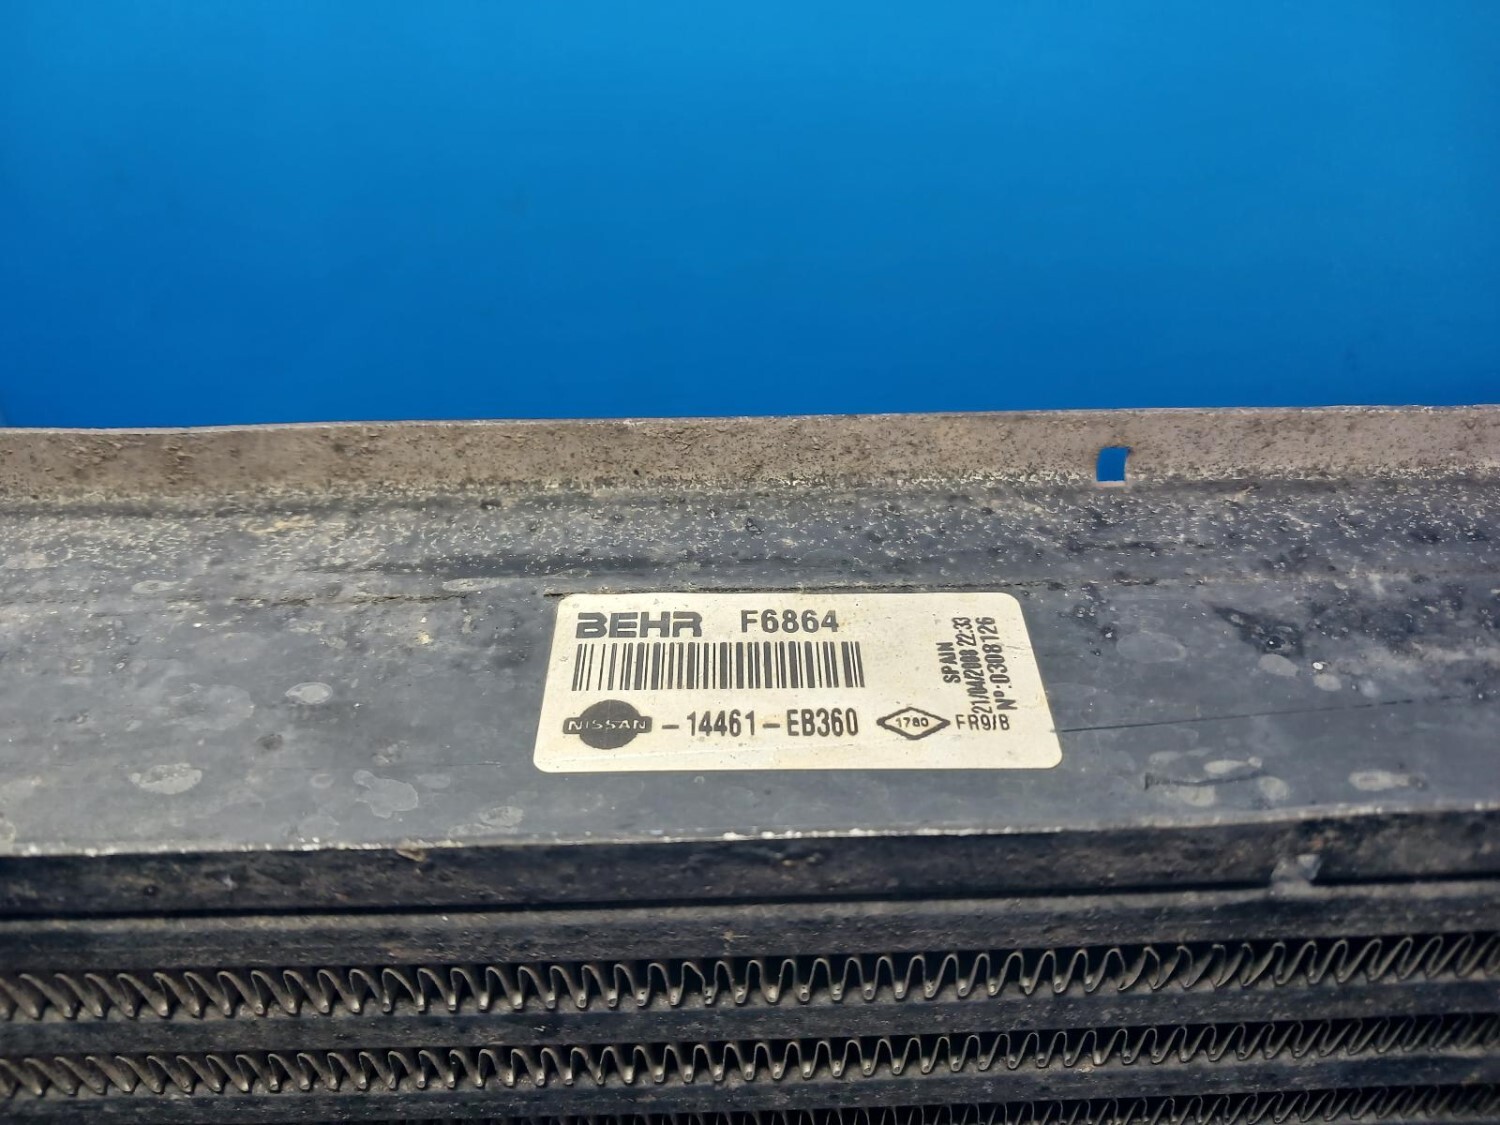 BEHR F6864
NISSAN -14461-EB360 1780 FR9/B
SPAIN
21/04/2008 22:33
Nº:0308126